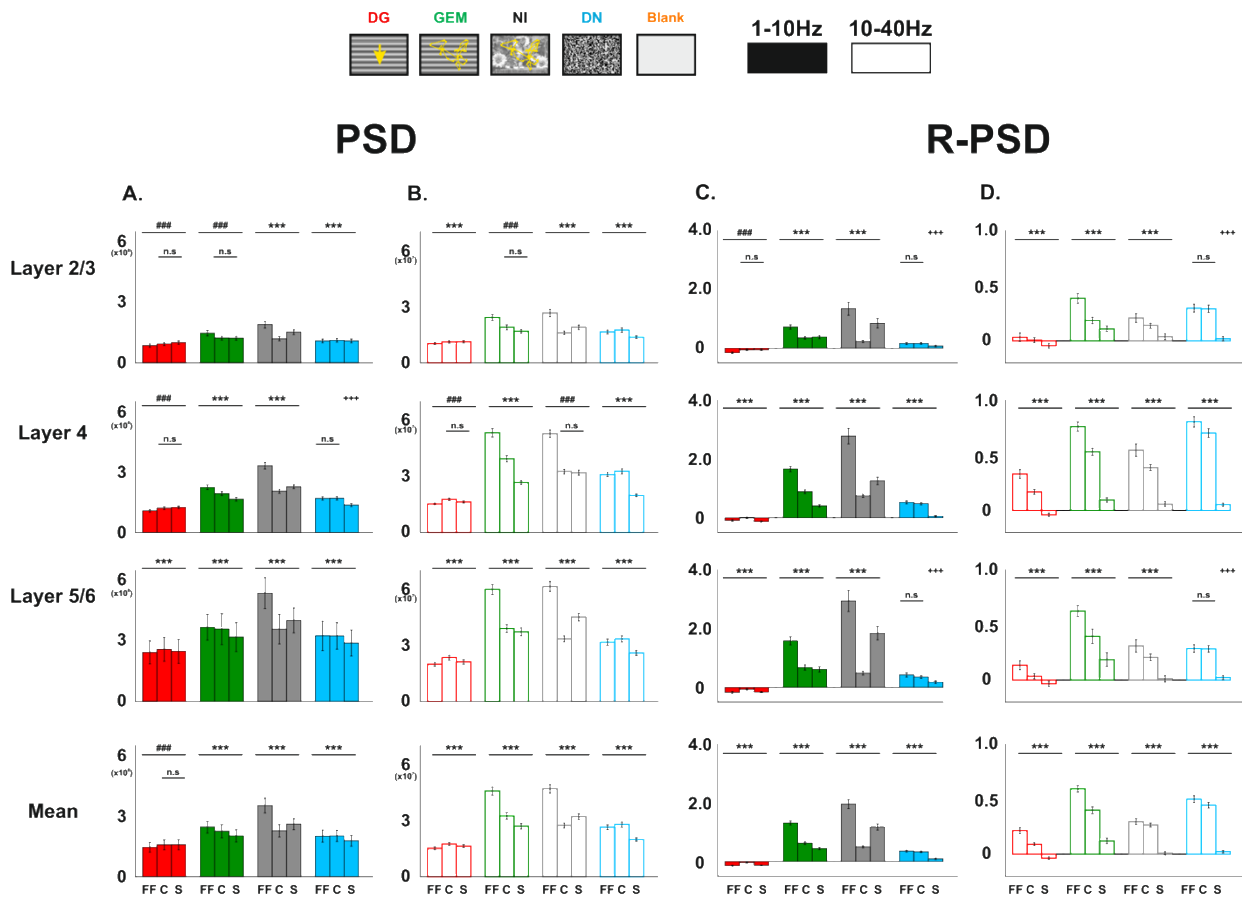 DG GEM NI DN Blank 1-10Hz 10-40Hz
PSD R-PSD
A. B. C. D.
Layer 2/3
6 (x10⁶) 3 0 ### ### *** *** n.s n.s
6 (x10⁷) 3 0 *** ### *** *** n.s
4.0 2.0 0 ### *** *** +++ n.s n.s
1.0 0.5 0 *** *** *** +++ n.s
Layer 4
6 (x10⁶) 3 0 ### *** *** +++ n.s n.s
6 (x10⁷) 3 0 ### *** ### *** n.s n.s
4.0 2.0 0 *** *** *** ***
1.0 0.5 0 *** *** *** ***
Layer 5/6
6 (x10⁶) 3 0 *** *** *** ***
6 (x10⁷) 3 0 *** *** *** ***
4.0 2.0 0 *** *** *** +++ n.s
1.0 0.5 0 *** *** *** +++ n.s
Mean
6 (x10⁶) 3 0 ### *** *** *** n.s
6 (x10⁷) 3 0 *** *** *** ***
4.0 2.0 0 *** *** *** ***
1.0 0.5 0 *** *** *** ***
FF C S FF C S FF C S FF C S
FF C S FF C S FF C S FF C S
FF C S FF C S FF C S FF C S
FF C S FF C S FF C S FF C S